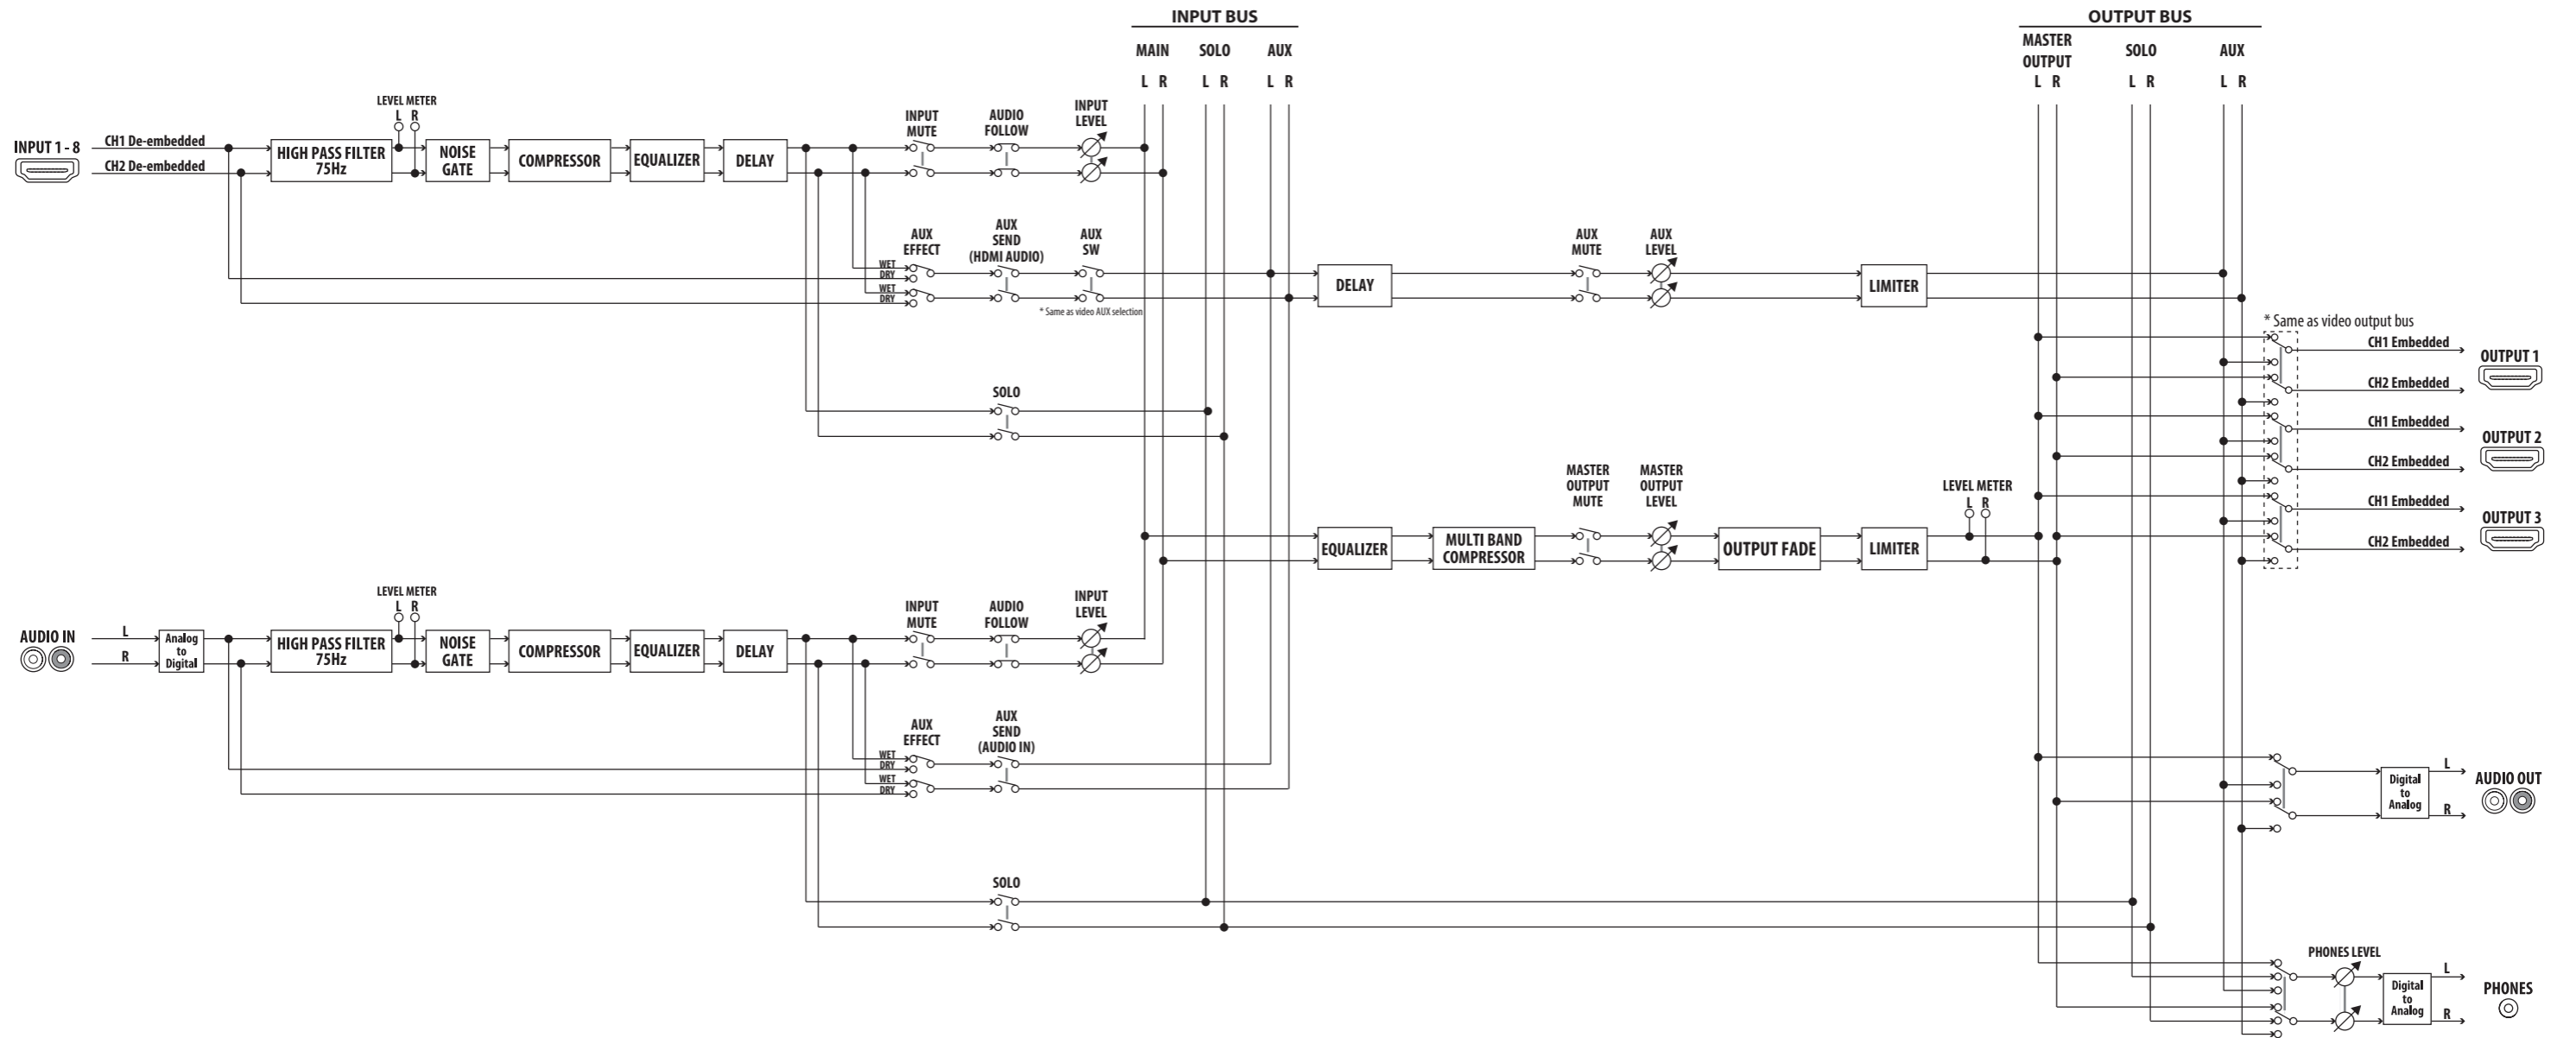 INPUT BUS
OUTPUT BUS
MAIN SOLO AUX
L R L R L R
MASTER
OUTPUT
SOLO AUX
L R L R L R
INPUT 1 - 8
CH1 De-embedded
CH2 De-embedded
HIGH PASS FILTER
75Hz
LEVEL METER
L R
NOISE
GATE
COMPRESSOR
EQUALIZER
DELAY
INPUT
MUTE
AUDIO
FOLLOW
INPUT
LEVEL
AUX
EFFECT
WET
DRY
WET
DRY
AUX
SEND
(HDMI AUDIO)
AUX
SW
* Same as video AUX selection
DELAY
AUX
MUTE
AUX
LEVEL
LIMITER
SOLO
* Same as video output bus
CH1 Embedded
CH2 Embedded
OUTPUT 1
CH1 Embedded
CH2 Embedded
OUTPUT 2
CH1 Embedded
CH2 Embedded
OUTPUT 3
EQUALIZER
MULTI BAND
COMPRESSOR
MASTER
OUTPUT
MUTE
MASTER
OUTPUT
LEVEL
OUTPUT FADE
LIMITER
LEVEL METER
L R
AUDIO IN
L
R
Analog
to
Digital
HIGH PASS FILTER
75Hz
LEVEL METER
L R
NOISE
GATE
COMPRESSOR
EQUALIZER
DELAY
INPUT
MUTE
AUDIO
FOLLOW
INPUT
LEVEL
AUX
EFFECT
WET
DRY
WET
DRY
AUX
SEND
(AUDIO IN)
SOLO
Digital
to
Analog
L
R
AUDIO OUT
PHONES LEVEL
Digital
to
Analog
L
R
PHONES